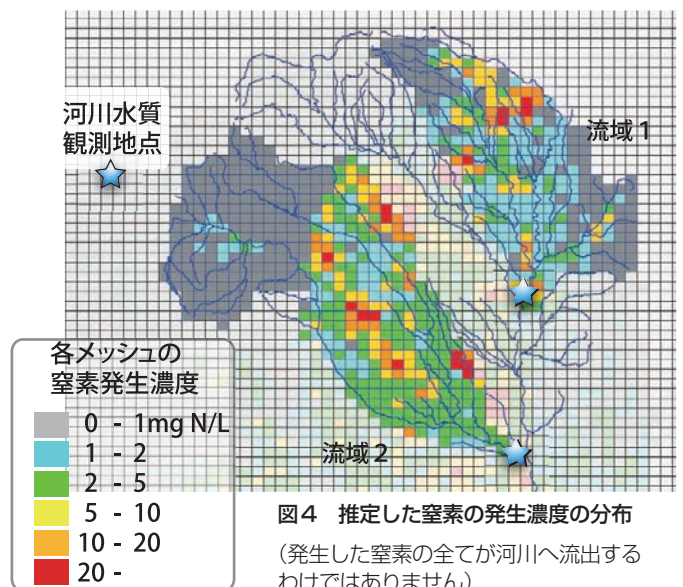 河川水質
観測地点
流域1
各メッシュの
窒素発生濃度
0 - 1mg N/L
1 - 2
2 - 5
5 - 10
10 - 20
20 -
流域2
図4 推定した窒素の発生濃度の分布
(発生した窒素の全てが河川へ流出する
わけではありません)